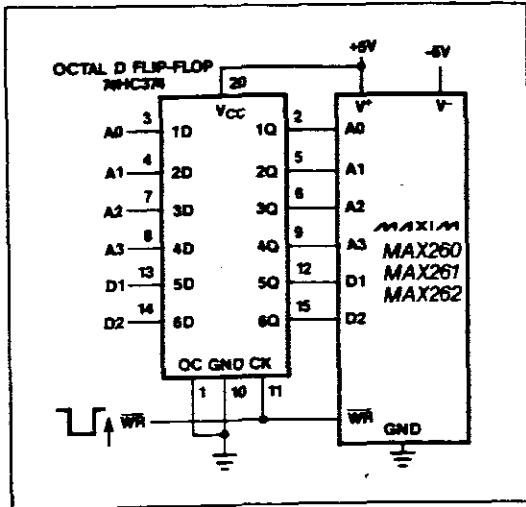 +5V -5V
OCTAL D FLIP-FLOP
74HC374 20
VCC V+ V-
A0 3 1D 1Q 2 A0
A1 4 2D 2Q 5 A1
A2 7 3D 3Q 6 A2
A3 8 4D 4Q 9 A3
MAXIM
MAX260
MAX261
MAX262
D1 13 5D 5Q 12 D1
D2 14 6D 6Q 15 D2
OC GND CK
1 10 11
WR WR
GND